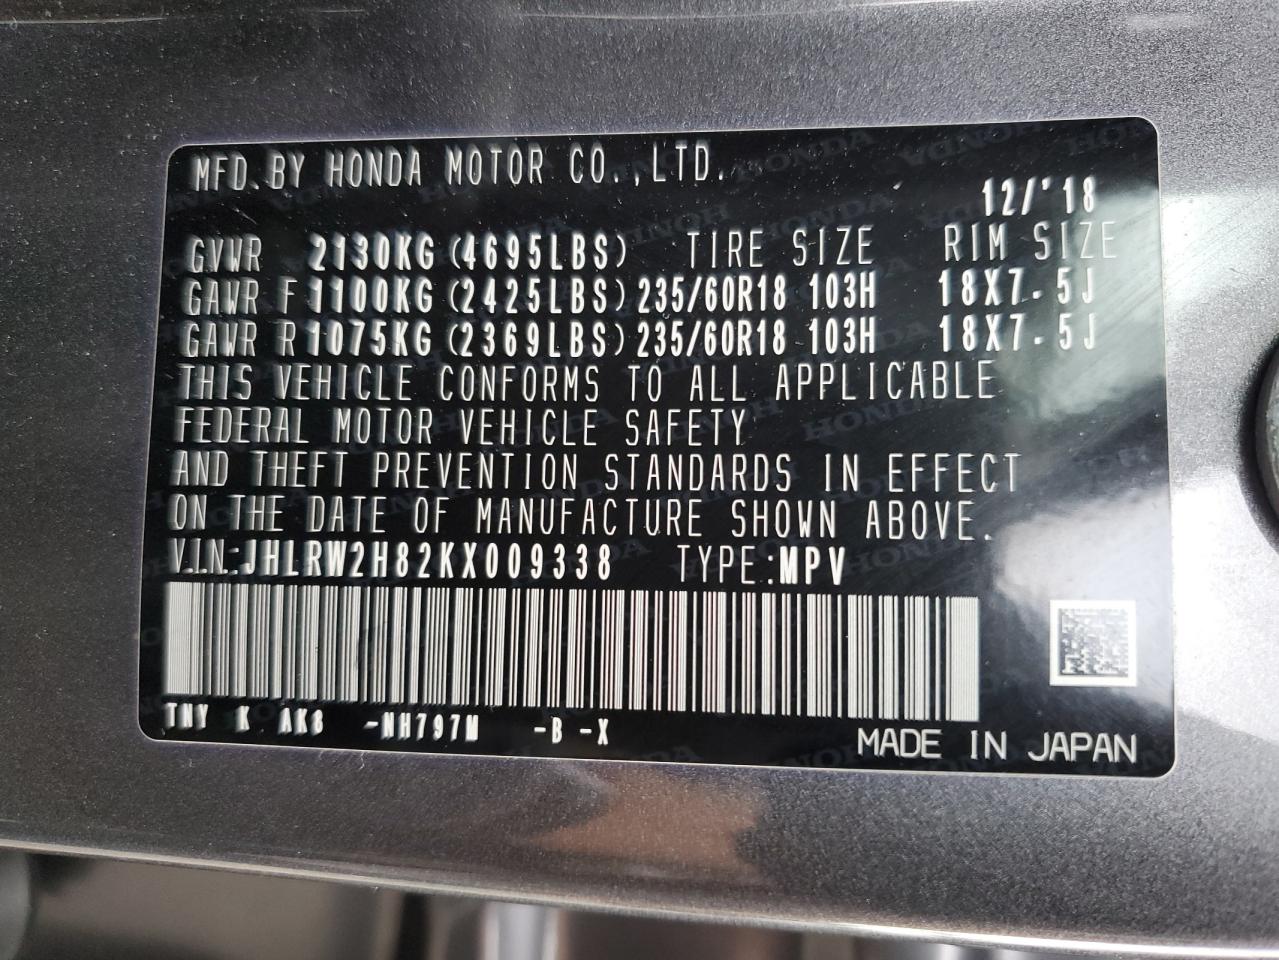 MFD.BY HONDA MOTOR CO.,LTD.
12/'18
GVWR 2130KG(4695LBS) TIRE SIZE RIM SIZE
GAWR F 1100KG(2425LBS) 235/60R18 103H 18X7.5J
GAWR R 1075KG(2369LBS) 235/60R18 103H 18X7.5J
THIS VEHICLE CONFORMS TO ALL APPLICABLE
FEDERAL MOTOR VEHICLE SAFETY
AND THEFT PREVENTION STANDARDS IN EFFECT
ON THE DATE OF MANUFACTURE SHOWN ABOVE.
V.I.N:JHLRW2H82KX009338 TYPE:MPV
TNY K AK8 -NH797M -B -X
MADE IN JAPAN